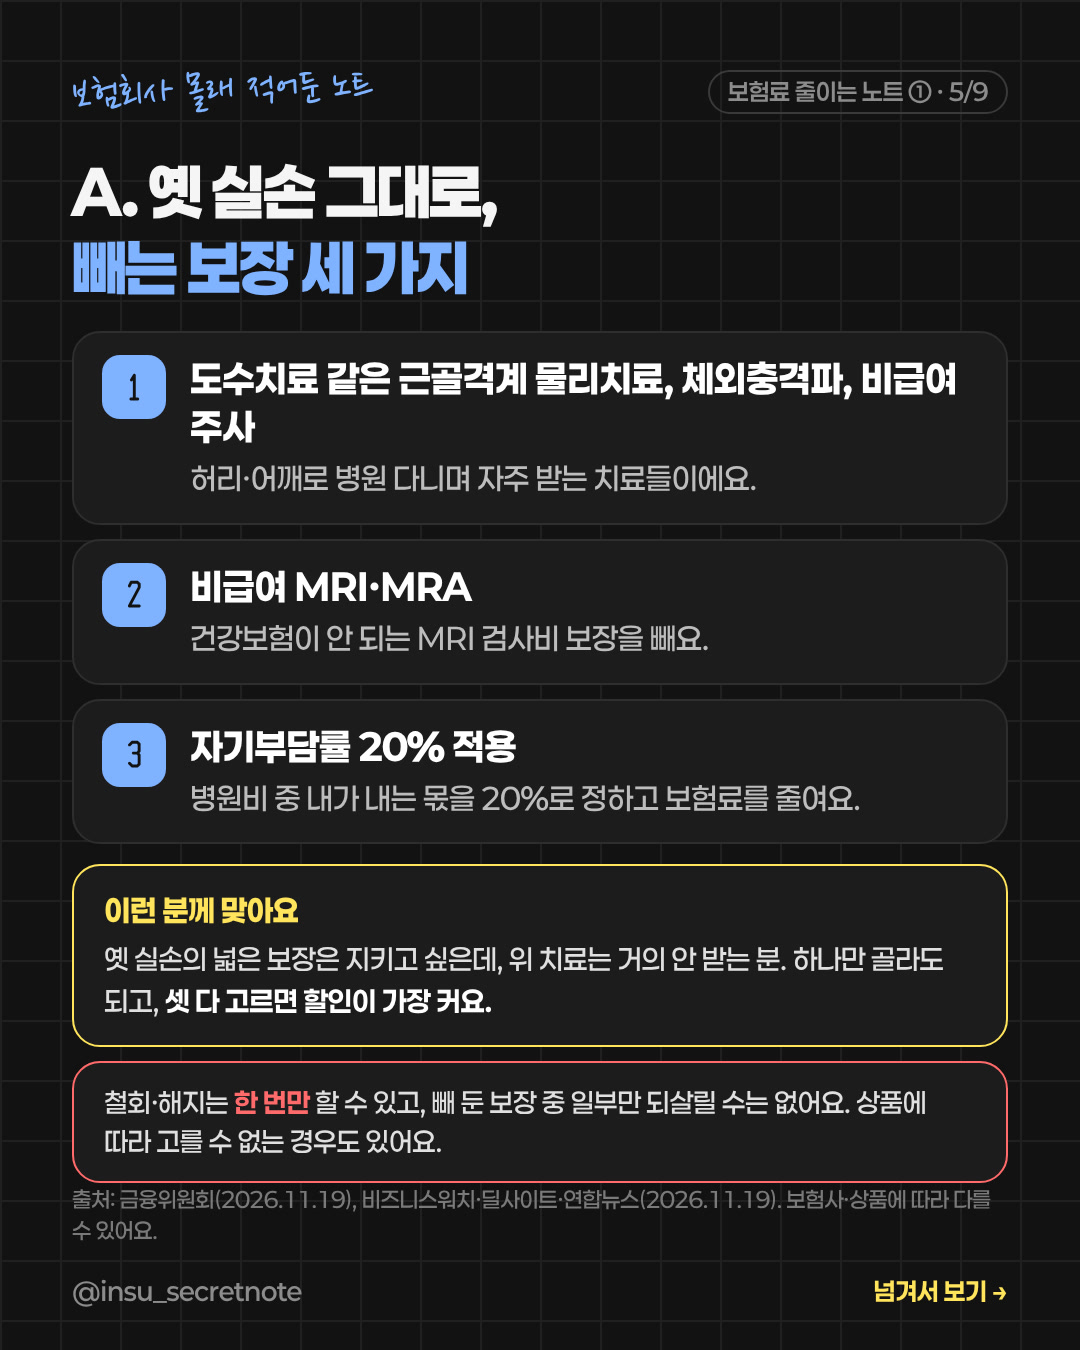 보험회사 몰래 적어둔 노트
보험료 줄이는 노트 ① · 5/9
A. 옛 실손 그대로,
빼는 보장 세 가지
1
도수치료 같은 근골격계 물리치료, 체외충격파, 비급여
주사
허리·어깨로 병원 다니며 자주 받는 치료들이에요.
2
비급여 MRI·MRA
건강보험이 안 되는 MRI 검사비 보장을 빼요.
3
자기부담률 20% 적용
병원비 중 내가 내는 몫을 20%로 정하고 보험료를 줄여요.
이런 분께 맞아요
옛 실손의 넓은 보장은 지키고 싶은데, 위 치료는 거의 안 받는 분. 하나만 골라도
되고, 셋 다 고르면 할인이 가장 커요.
철회·해지는 한 번만 할 수 있고, 빼 둔 보장 중 일부만 되살릴 수는 없어요. 상품에
따라 고를 수 없는 경우도 있어요.
출처: 금융위원회(2026.11.19), 비즈니스워치·딜사이트·연합뉴스(2026.11.19). 보험사·상품에 따라 다를
수 있어요.
@insu_secretnote
넘겨서 보기 →